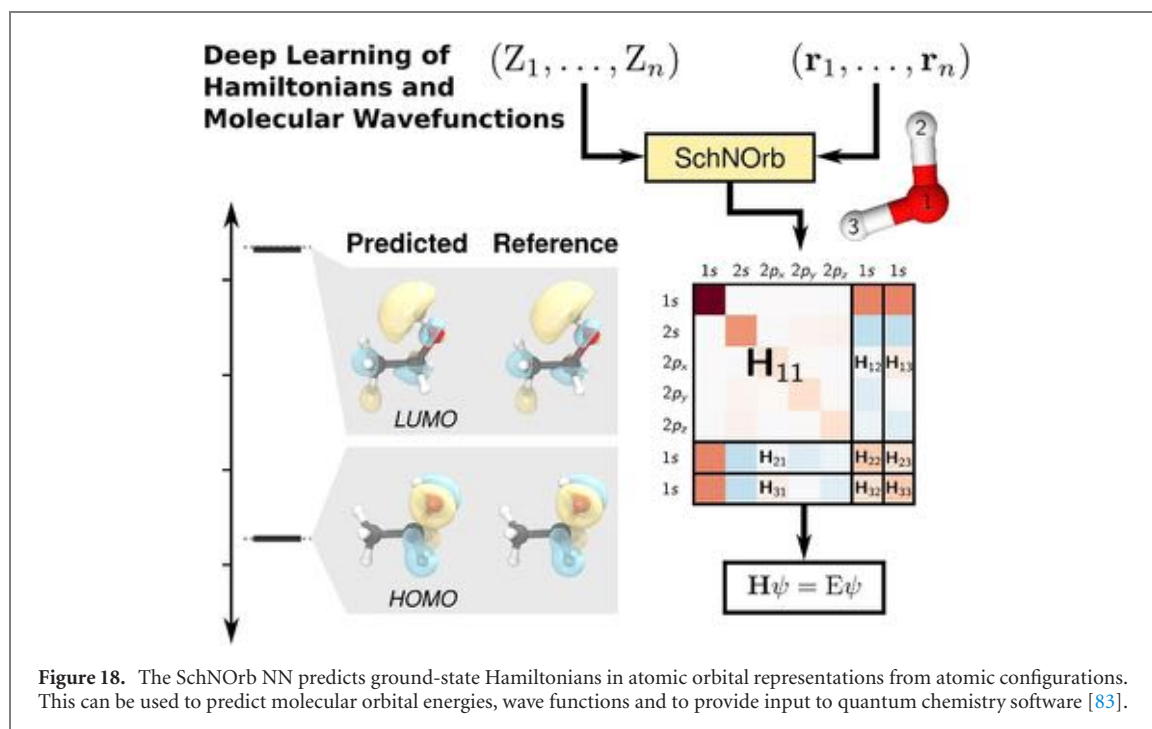 Deep Learning of
Hamiltonians and
Molecular Wavefunctions
(Z₁, . . . , Zₙ)
(r₁, . . . , rₙ)
SchNOrb
2
1
3
Predicted Reference
LUMO
HOMO
1s 2s 2pₓ 2pᵧ 2p_z 1s 1s
1s
2s
2pₓ H₁₁ H₁₂ H₁₃
2pᵧ
2p_z
1s H₂₁ H₂₂ H₂₃
1s H₃₁ H₃₂ H₃₃
Hψ = Eψ
Figure 18. The SchNOrb NN predicts ground-state Hamiltonians in atomic orbital representations from atomic configurations.
This can be used to predict molecular orbital energies, wave functions and to provide input to quantum chemistry software [83].